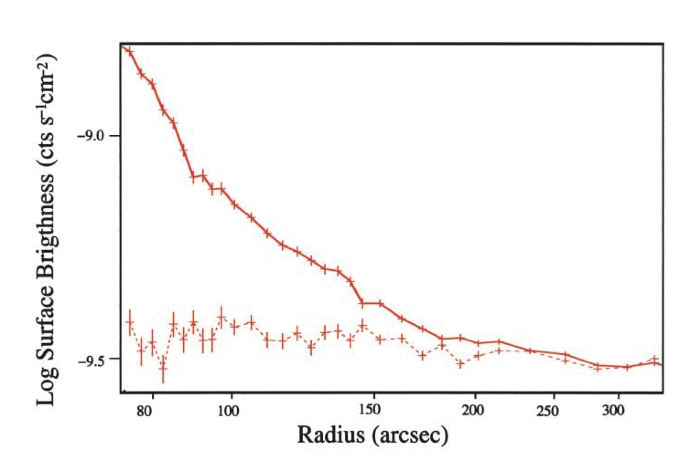 Log Surface Brigthness (cts s⁻¹cm⁻²)
−9.0
−9.5
80 100 150 200 250 300
Radius (arcsec)